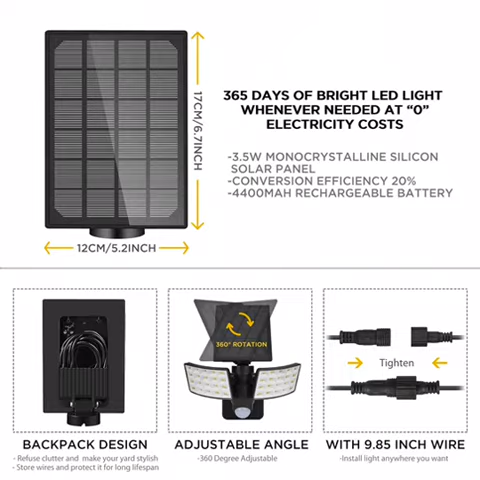 17CM/6.7INCH
12CM/5.2INCH
365 DAYS OF BRIGHT LED LIGHT
WHENEVER NEEDED AT “0”
ELECTRICITY COSTS
-3.5W MONOCRYSTALLINE SILICON
SOLAR PANEL
-CONVERSION EFFICIENCY 20%
-4400MAH RECHARGEABLE BATTERY
BACKPACK DESIGN
- Refuse clutter and make your yard stylish
- Store wires and protect it for long lifespan
360° ROTATION
ADJUSTABLE ANGLE
-360 Degree Adjustable
Tighten
WITH 9.85 INCH WIRE
-Install light anywhere you want